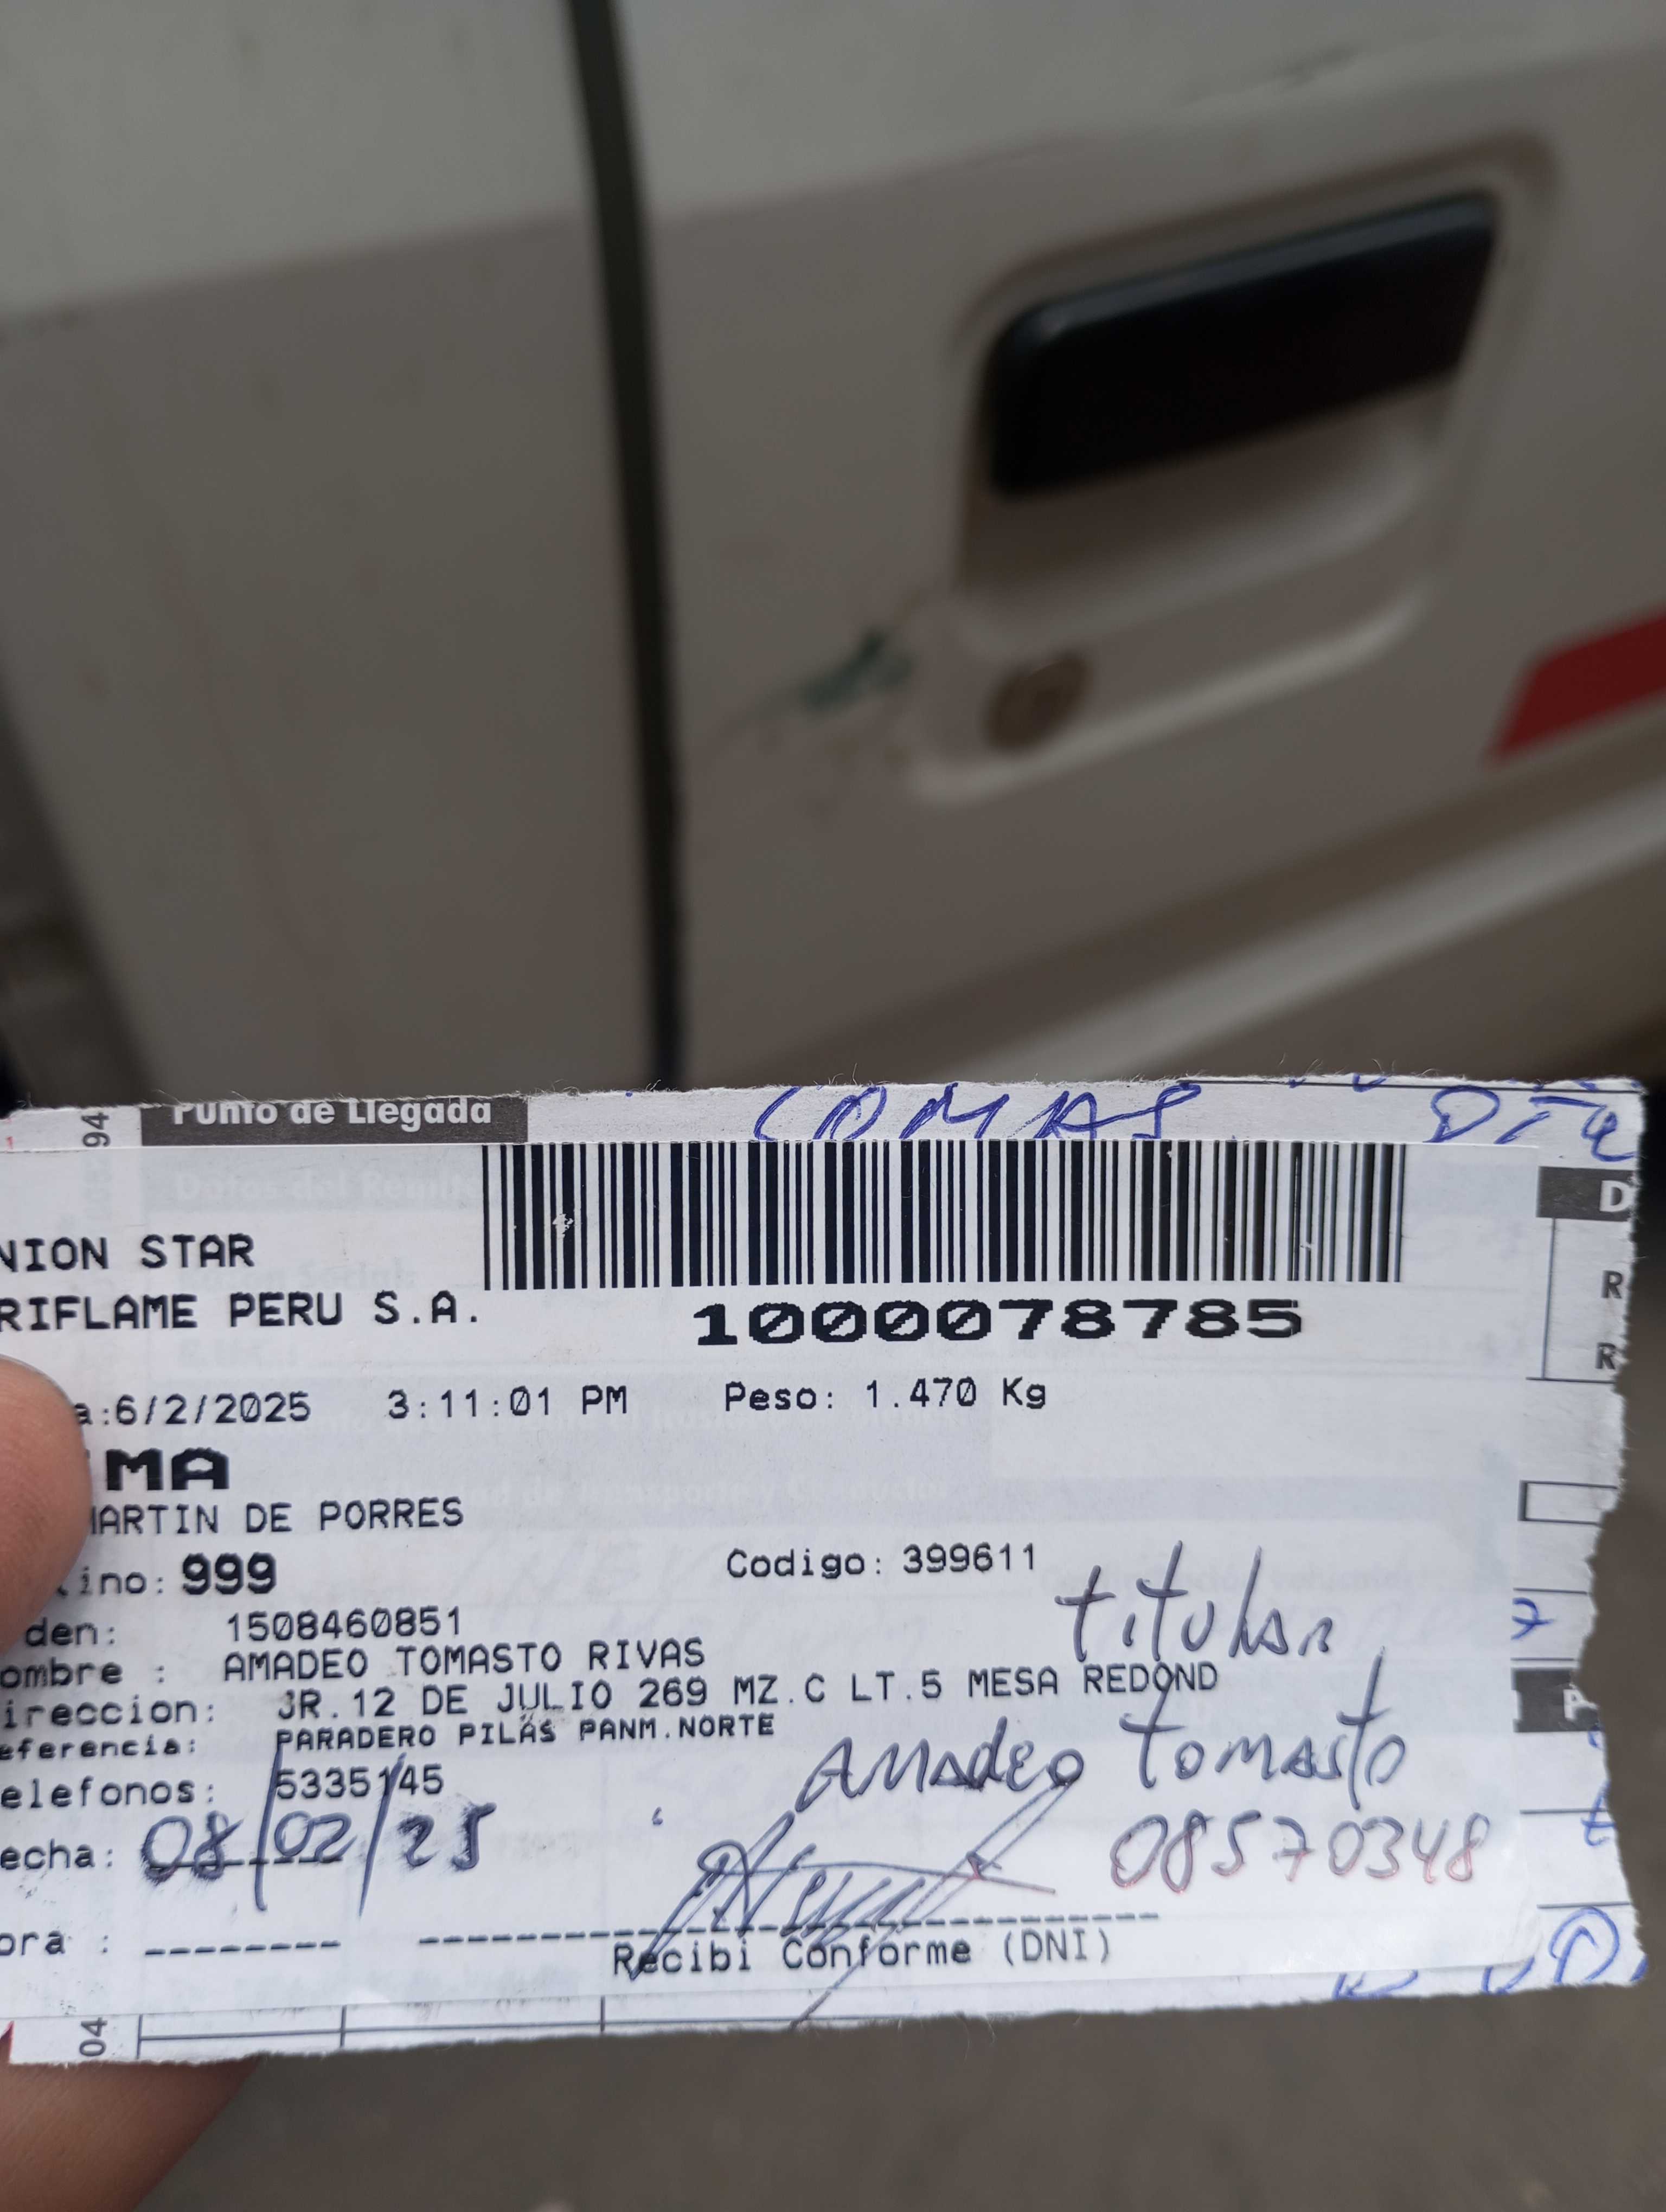 94 Punto de Llegada COMAS
D
NION STAR
RIFLAME PERU S.A.
1000078785
R
R
a:6/2/2025 3:11:01 PM Peso: 1.470 Kg
MA
MARTIN DE PORRES
ino: 999 Codigo: 399611
titular
den: 1508460851
ombre : AMADEO TOMASTO RIVAS
ireccion: JR.12 DE JULIO 269 MZ.C LT.5 MESA REDOND
eferencia: PARADERO PILAS PANM.NORTE
elefonos: 5335145
Amadeo tomasto
echa: 08/02/25
08570348
ora :
Recibi Conforme (DNI)
04